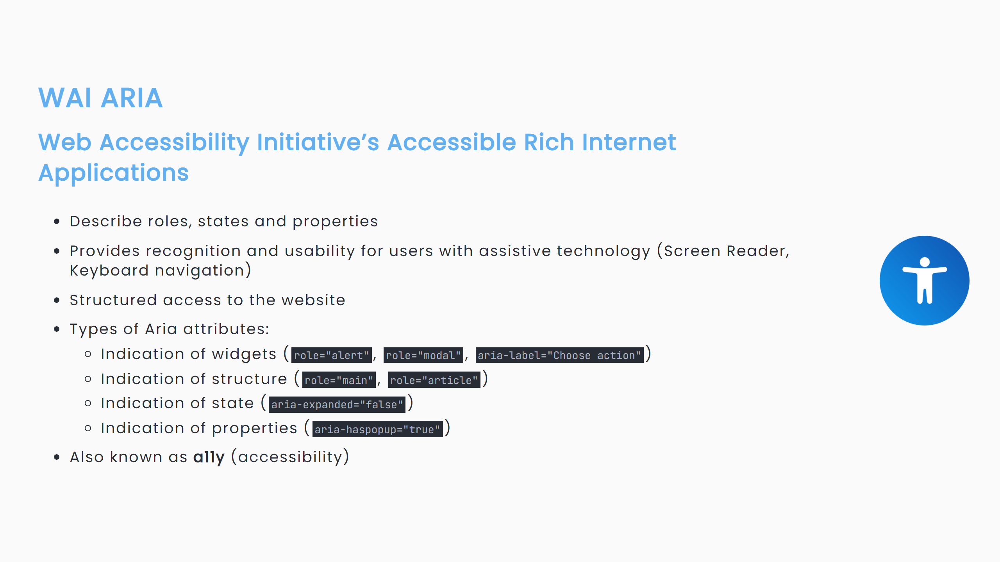 WAI ARIA
Web Accessibility Initiative’s Accessible Rich Internet
Applications
Describe roles, states and properties
Provides recognition and usability for users with assistive technology (Screen Reader,
Keyboard navigation)
Structured access to the website
Types of Aria attributes:
Indication of widgets (role="alert", role="modal", aria-label="Choose action")
Indication of structure (role="main", role="article")
Indication of state (aria-expanded="false")
Indication of properties (aria-haspopup="true")
Also known as a11y (accessibility)